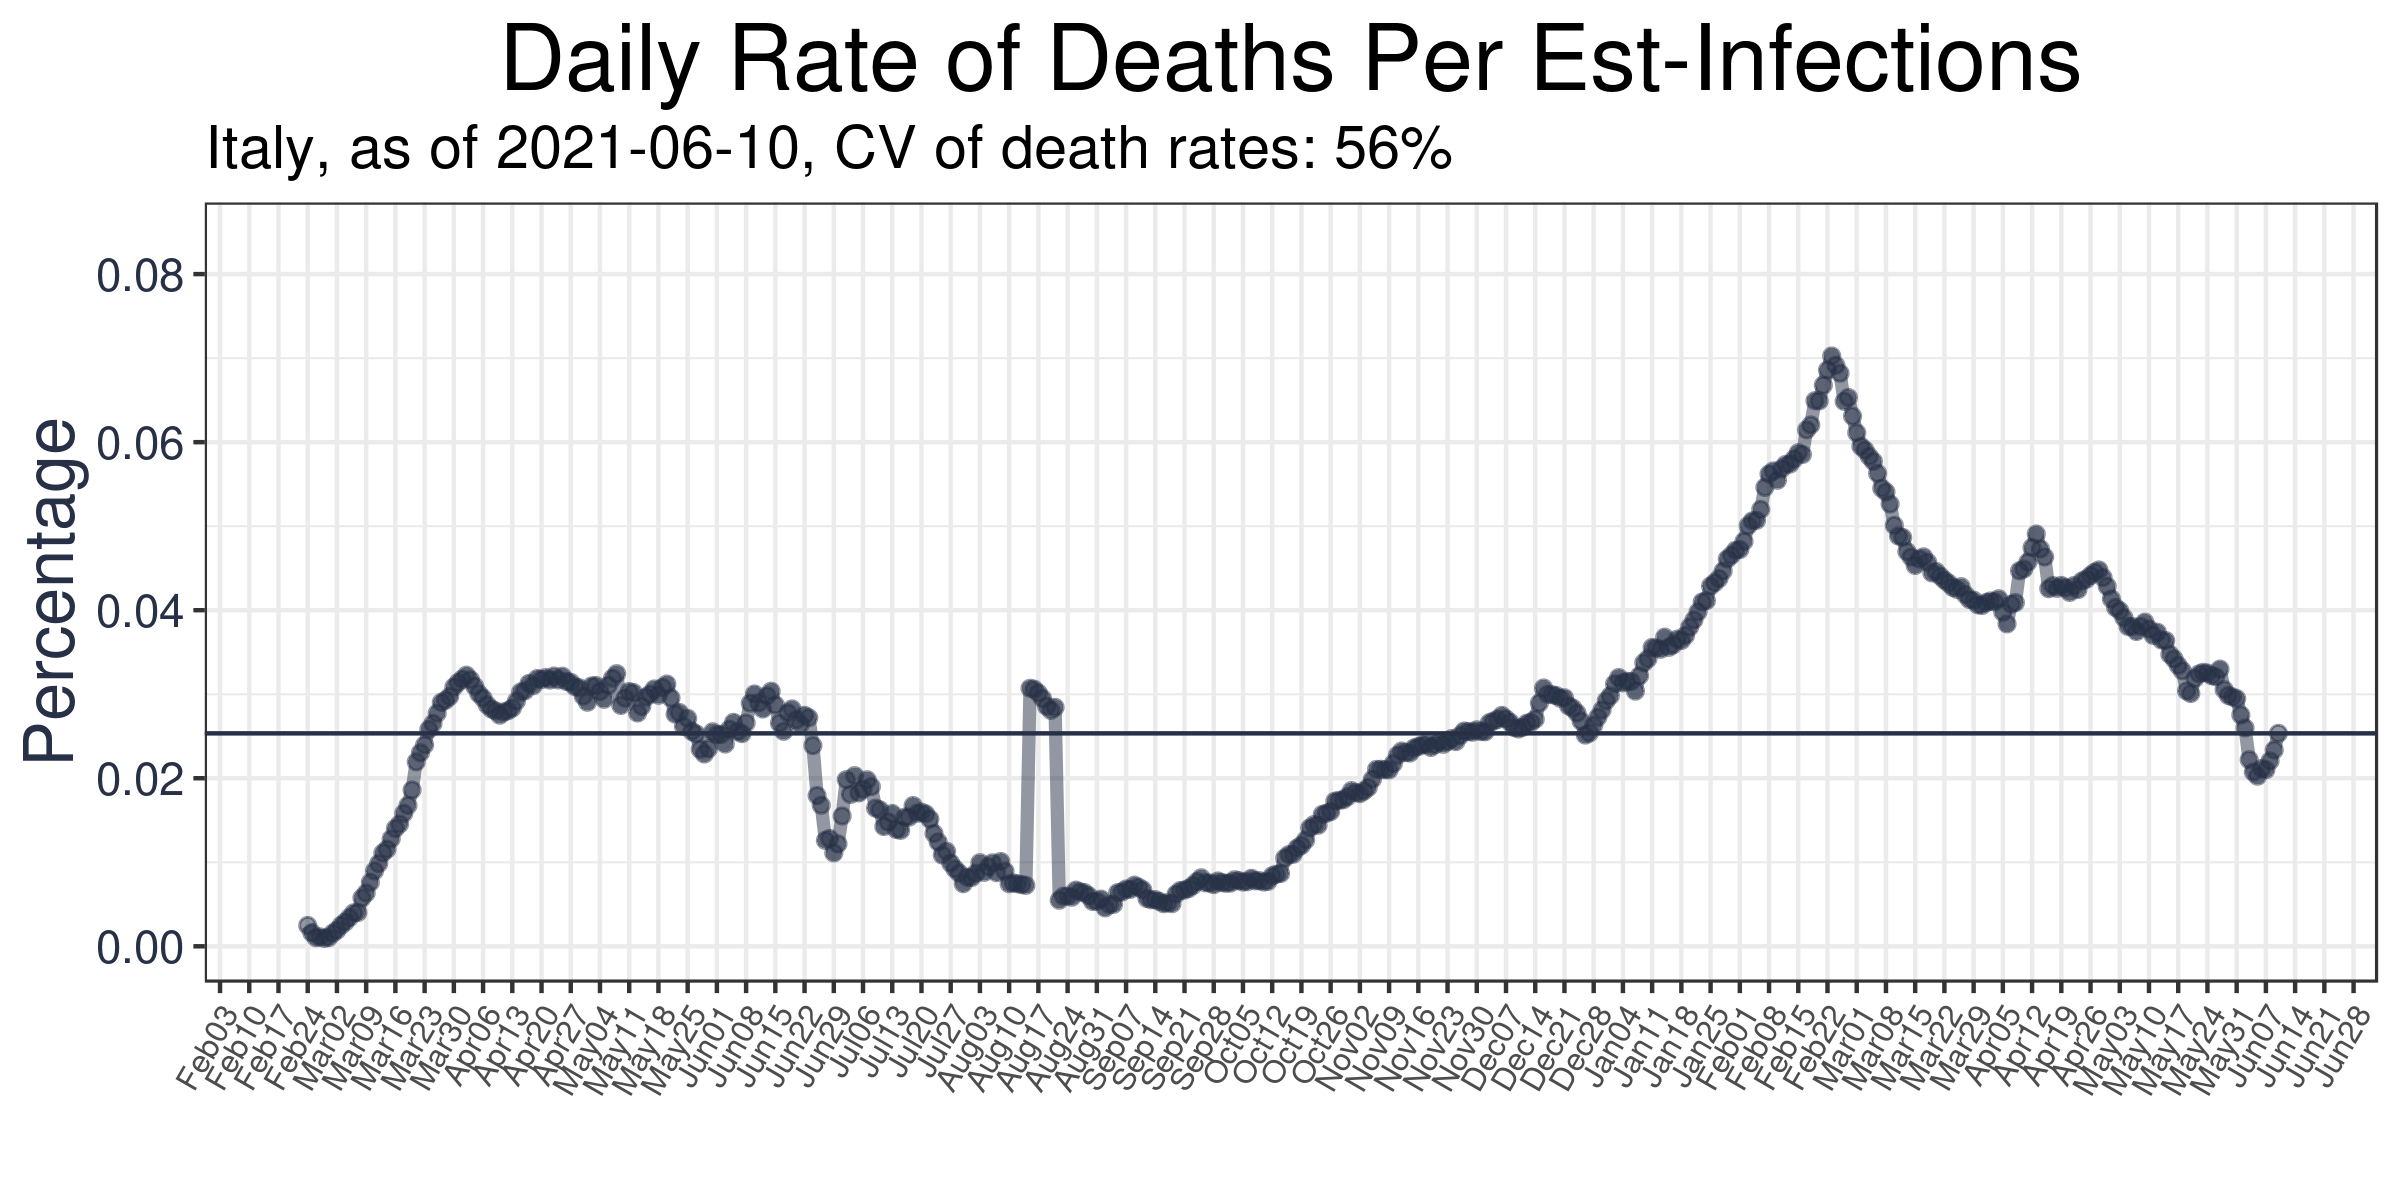 Daily Rate of Deaths Per Est-Infections
Italy, as of 2021-06-10, CV of death rates: 56%
Percentage
0.08
0.06
0.04
0.02
0.00
Feb03
Feb10
Feb17
Feb24
Mar02
Mar09
Mar16
Mar23
Mar30
Apr06
Apr13
Apr20
Apr27
May04
May11
May18
May25
Jun01
Jun08
Jun15
Jun22
Jun29
Jul06
Jul13
Jul20
Jul27
Aug03
Aug10
Aug17
Aug24
Aug31
Sep07
Sep14
Sep21
Sep28
Oct05
Oct12
Oct19
Oct26
Nov02
Nov09
Nov16
Nov23
Nov30
Dec07
Dec14
Dec21
Dec28
Jan04
Jan11
Jan18
Jan25
Feb01
Feb08
Feb15
Feb22
Mar01
Mar08
Mar15
Mar22
Mar29
Apr05
Apr12
Apr19
Apr26
May03
May10
May17
May24
May31
Jun07
Jun14
Jun21
Jun28